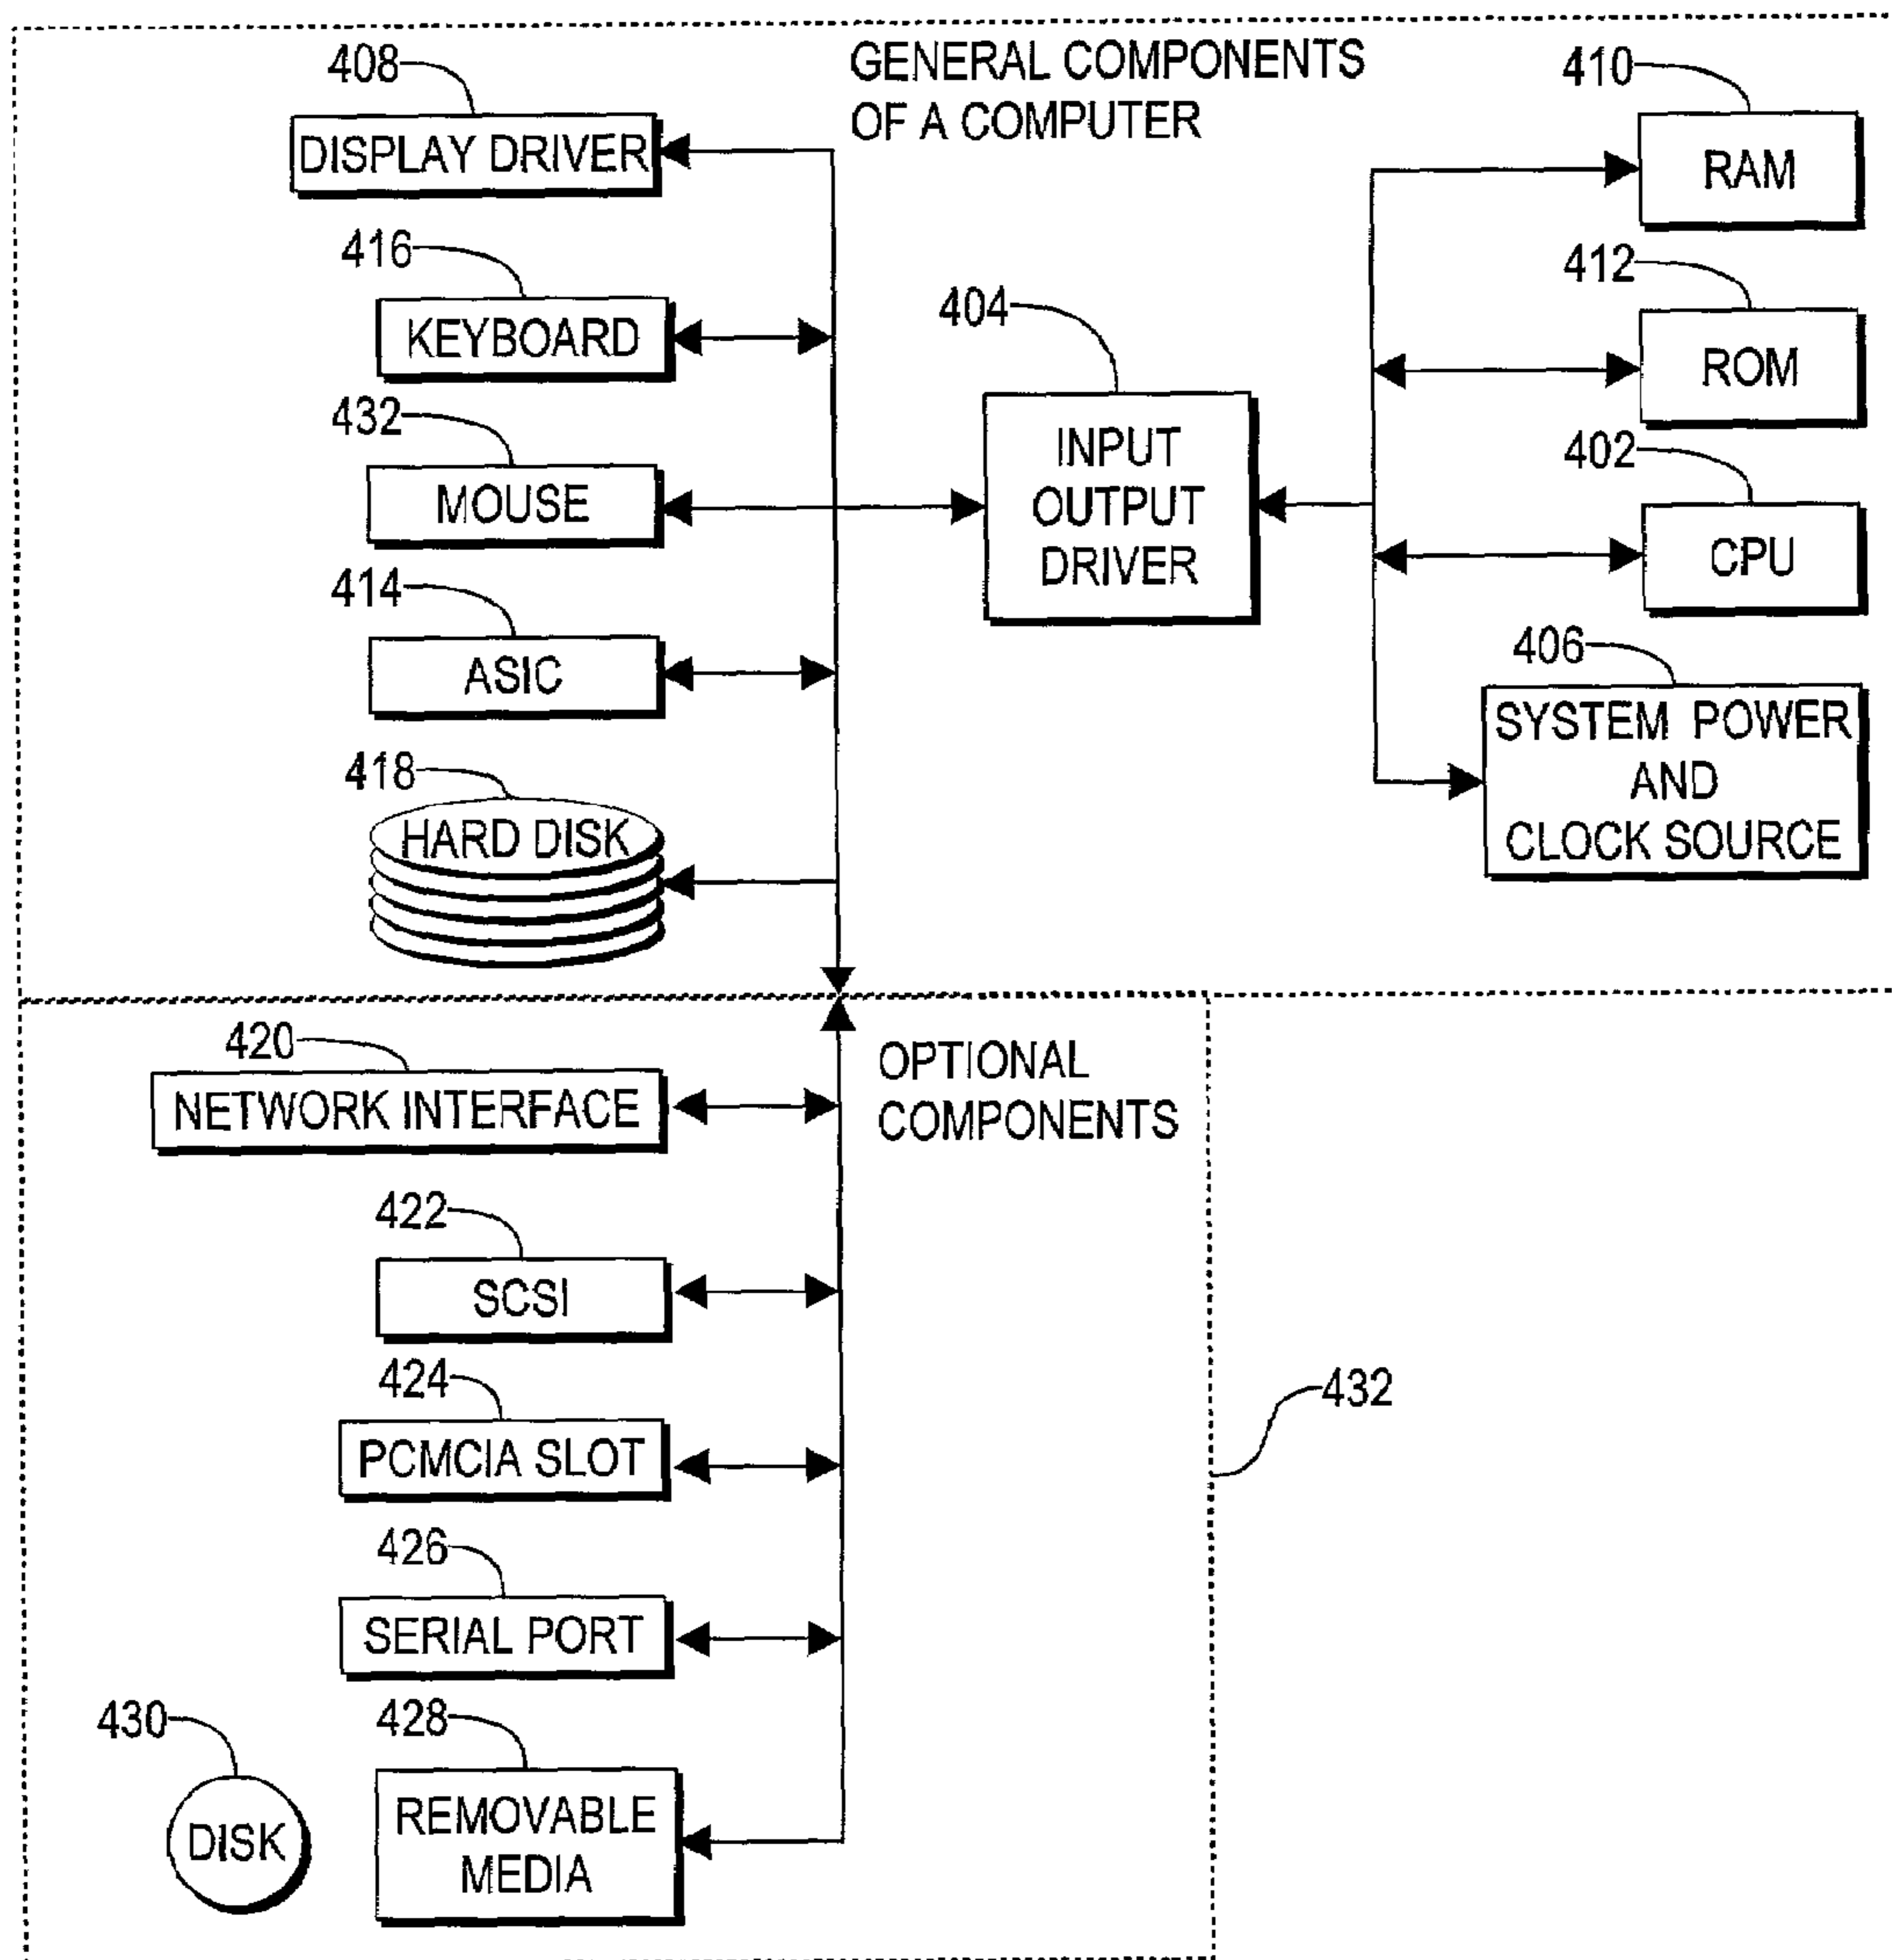 GENERAL COMPONENTS
OF A COMPUTER
408
DISPLAY DRIVER
416
KEYBOARD
432
MOUSE
414
ASIC
418
HARD DISK
404
INPUT
OUTPUT
DRIVER
410
RAM
412
ROM
402
CPU
406
SYSTEM POWER
AND
CLOCK SOURCE
OPTIONAL
COMPONENTS
420
NETWORK INTERFACE
422
SCSI
424
PCMCIA SLOT
426
SERIAL PORT
430
DISK
428
REMOVABLE
MEDIA
432